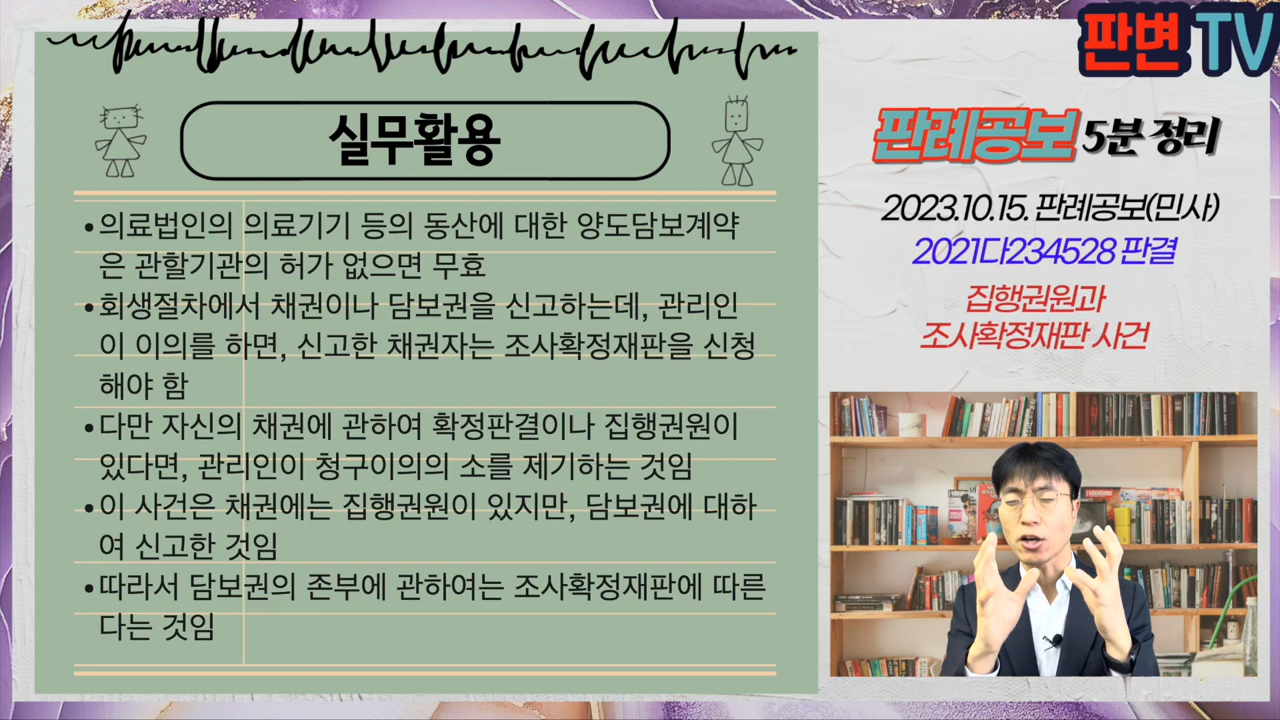 판변 TV
실무활용
•의료법인의 의료기기 등의 동산에 대한 양도담보계약
은 관할기관의 허가 없으면 무효
•회생절차에서 채권이나 담보권을 신고하는데, 관리인
이 이의를 하면, 신고한 채권자는 조사확정재판을 신청
해야 함
•다만 자신의 채권에 관하여 확정판결이나 집행권원이
있다면, 관리인이 청구이의의 소를 제기하는 것임
•이 사건은 채권에는 집행권원이 있지만, 담보권에 대하
여 신고한 것임
•따라서 담보권의 존부에 관하여는 조사확정재판에 따른
다는 것임
판례공보 5분 정리
2023.10.15. 판례공보(민사)
2021다234528 판결
집행권원과
조사확정재판 사건